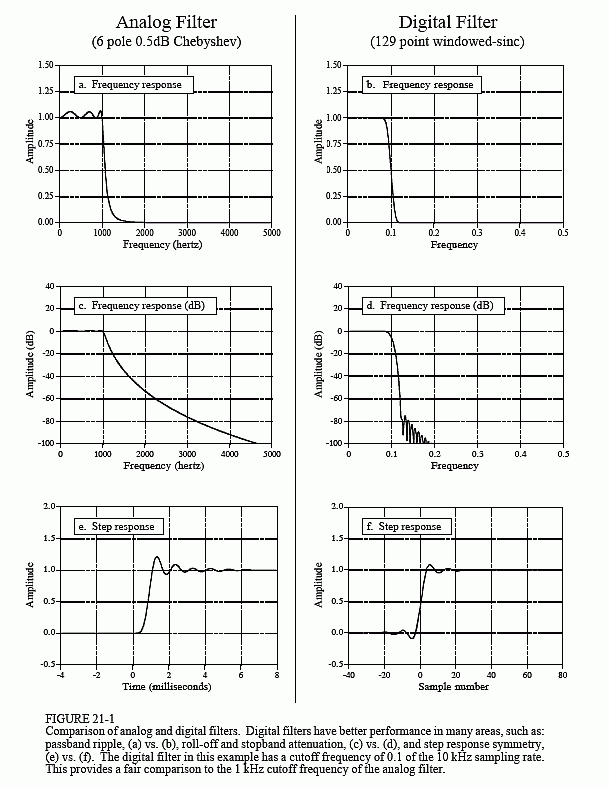 Analog Filter
(6 pole 0.5dB Chebyshev)
Digital Filter
(129 point windowed-sinc)
a. Frequency response
1.50
1.25
1.00
0.75
0.50
0.25
0.00
Amplitude
0 1000 2000 3000 4000 5000
Frequency (hertz)
b. Frequency response
1.50
1.25
1.00
0.75
0.50
0.25
0.00
Amplitude
0 0.1 0.2 0.3 0.4 0.5
Frequency
c. Frequency response (dB)
40
20
0
-20
-40
-60
-80
-100
Amplitude (dB)
0 1000 2000 3000 4000 5000
Frequency (hertz)
d. Frequency response (dB)
40
20
0
-20
-40
-60
-80
-100
Amplitude (dB)
0 0.1 0.2 0.3 0.4 0.5
Frequency
e. Step response
2.0
1.5
1.0
0.5
0.0
-0.5
Amplitude
-4 -2 0 2 4 6 8
Time (milliseconds)
f. Step response
2.0
1.5
1.0
0.5
0.0
-0.5
Amplitude
-40 -20 0 20 40 60 80
Sample number
FIGURE 21-1
Comparison of analog and digital filters. Digital filters have better performance in many areas, such as:
passband ripple, (a) vs. (b), roll-off and stopband attenuation, (c) vs. (d), and step response symmetry,
(e) vs. (f). The digital filter in this example has a cutoff frequency of 0.1 of the 10 kHz sampling rate.
This provides a fair comparison to the 1 kHz cutoff frequency of the analog filter.